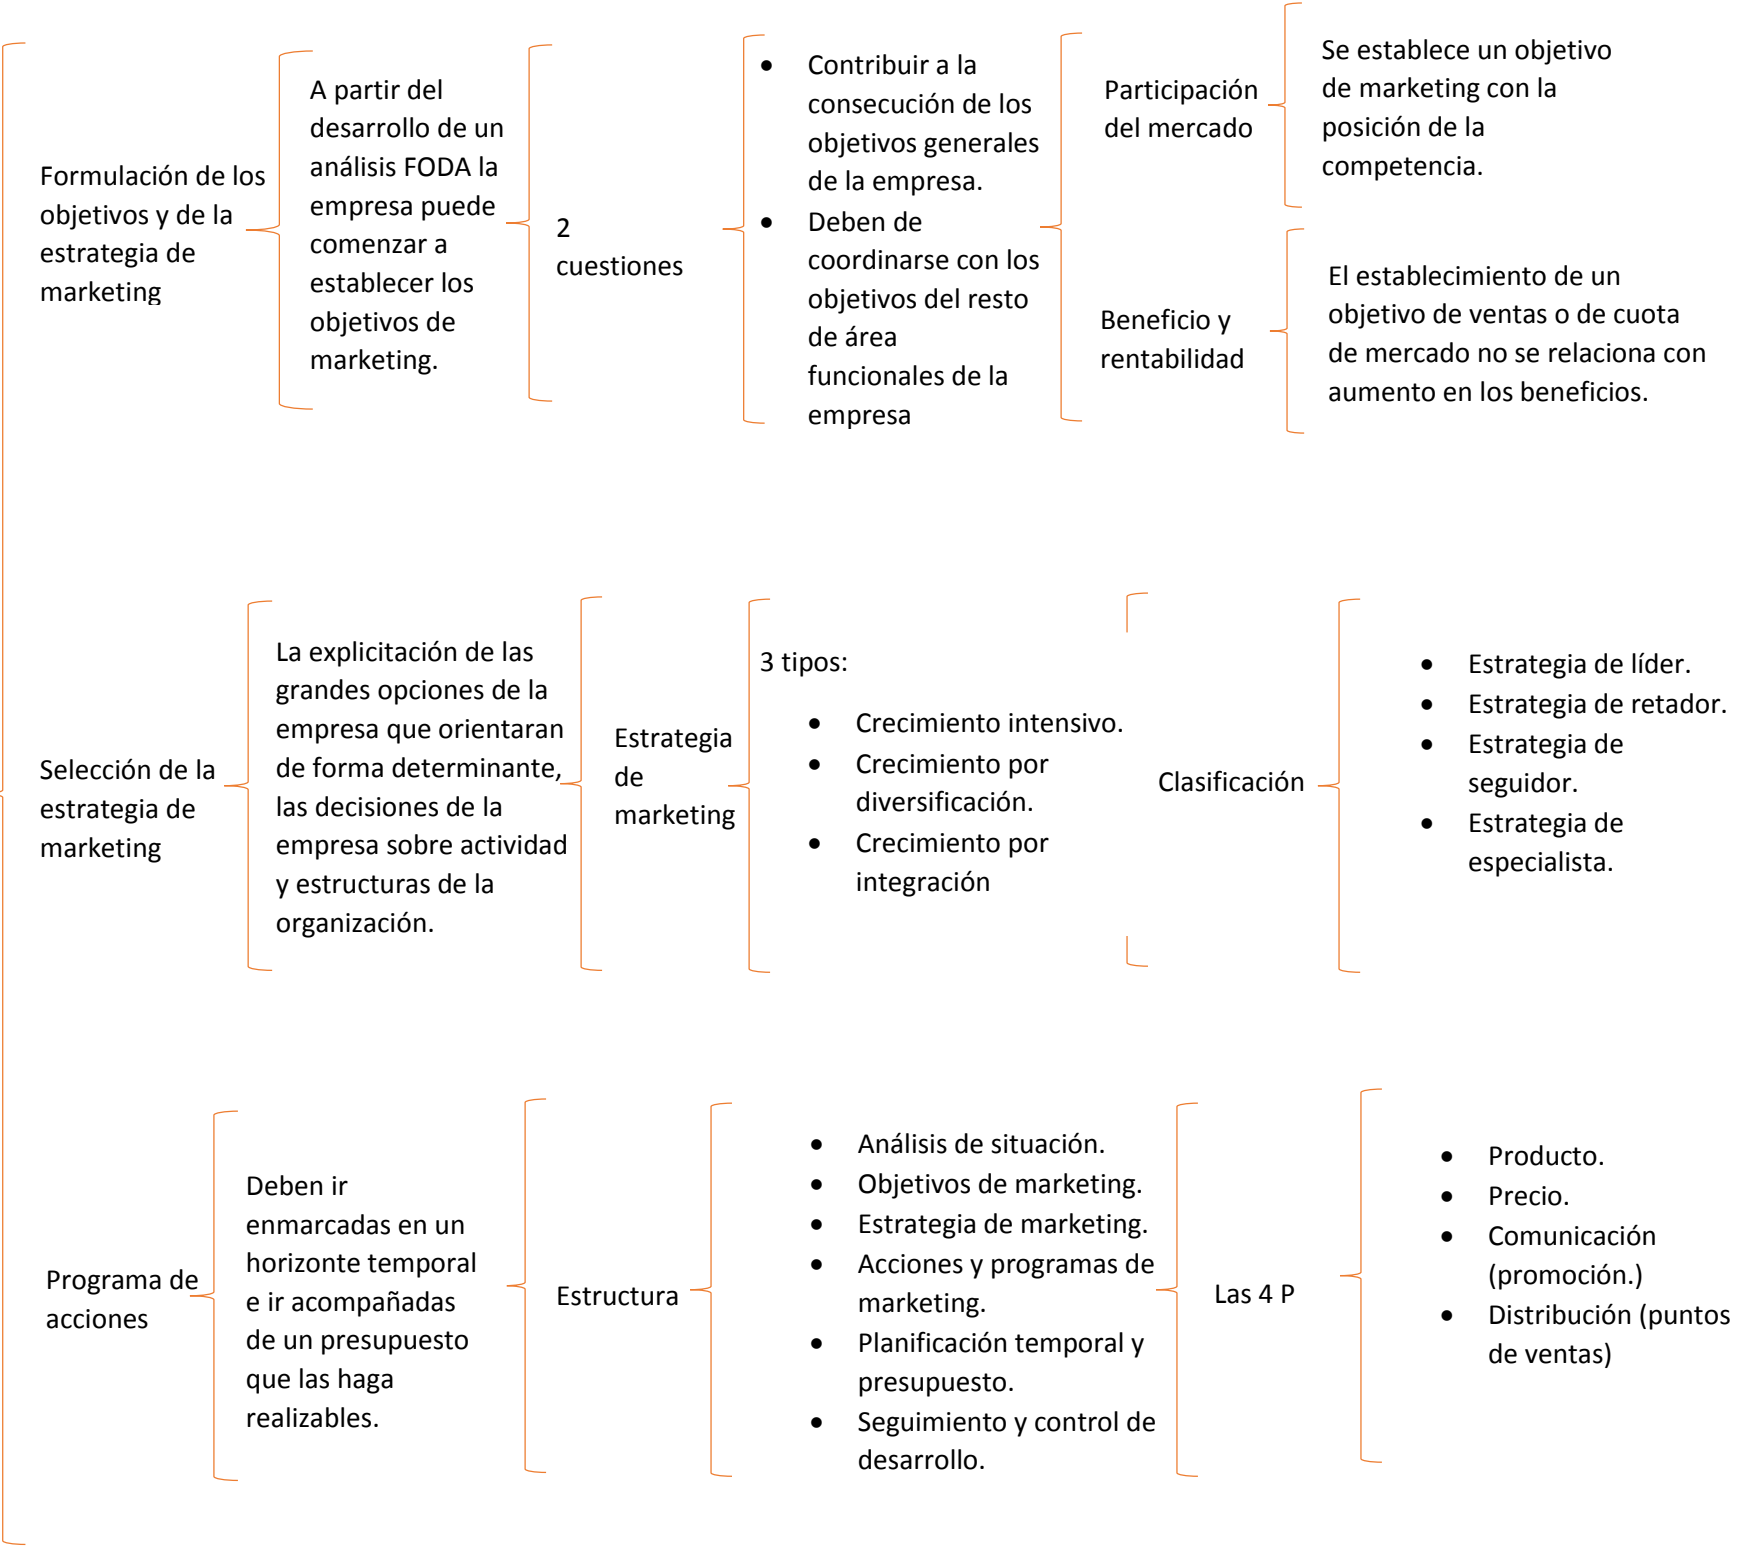 Formulación de los
objetivos y de la
estrategia de
marketing
A partir del
desarrollo de un
análisis FODA la
empresa puede
comenzar a
establecer los
objetivos de
marketing.
2
cuestiones
• Contribuir a la
consecución de los
objetivos generales
de la empresa.
• Deben de
coordinarse con los
objetivos del resto
de área
funcionales de la
empresa
Participación
del mercado
Se establece un objetivo
de marketing con la
posición de la
competencia.
Beneficio y
rentabilidad
El establecimiento de un
objetivo de ventas o de cuota
de mercado no se relaciona con
aumento en los beneficios.
Selección de la
estrategia de
marketing
La explicitación de las
grandes opciones de la
empresa que orientaran
de forma determinante,
las decisiones de la
empresa sobre actividad
y estructuras de la
organización.
Estrategia
de
marketing
3 tipos:
• Crecimiento intensivo.
• Crecimiento por
diversificación.
• Crecimiento por
integración
Clasificación
• Estrategia de líder.
• Estrategia de retador.
• Estrategia de
seguidor.
• Estrategia de
especialista.
Programa de
acciones
Deben ir
enmarcadas en un
horizonte temporal
e ir acompañadas
de un presupuesto
que las haga
realizables.
Estructura
• Análisis de situación.
• Objetivos de marketing.
• Estrategia de marketing.
• Acciones y programas de
marketing.
• Planificación temporal y
presupuesto.
• Seguimiento y control de
desarrollo.
Las 4 P
• Producto.
• Precio.
• Comunicación
(promoción.)
• Distribución (puntos
de ventas)